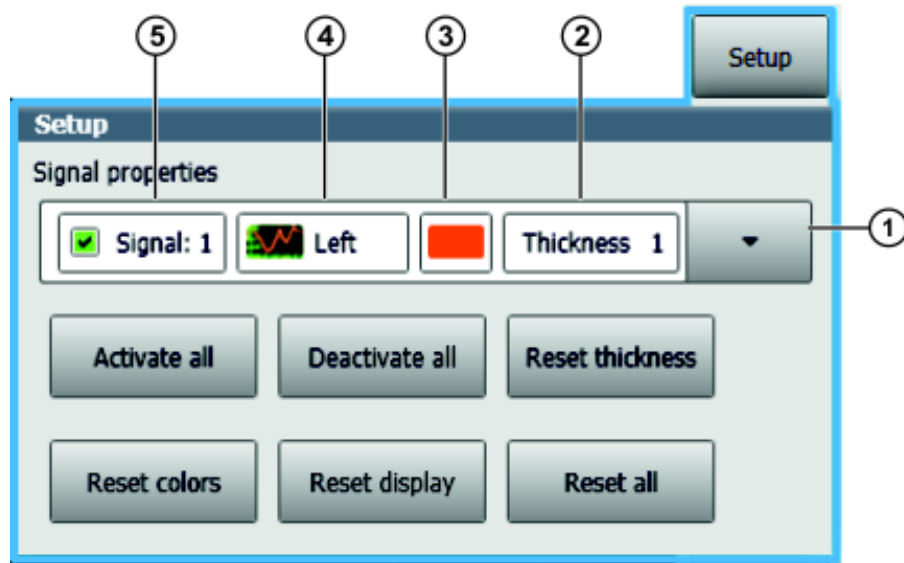 5 4 3 2
Setup
Setup
Signal properties
1
Signal: 1 Left Thickness 1
Activate all Deactivate all Reset thickness
Reset colors Reset display Reset all